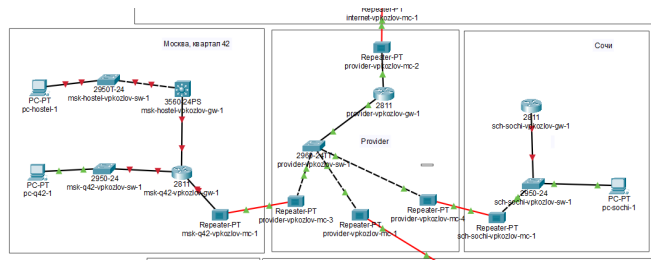 Repeater-PT
internet-vpkozlov-mc-1
Москва, квартал 42
Сочи
Repeater-PT
provider-vpkozlov-mc-2
2950T-24
msk-hostel-vpkozlov-sw-1
PC-PT
pc-hostel-1
3560-24PS
msk-hostel-vpkozlov-gw-1
2811
provider-vpkozlov-gw-1
2811
sch-sochi-vpkozlov-gw-1
Provider
provider-vpkozlov-sw-1
2950-24
msk-q42-vpkozlov-sw-1
PC-PT
pc-q42-1
2811
msk-q42-vpkozlov-gw-1
2950-24
sch-sochi-vpkozlov-sw-1
PC-PT
pc-sochi-1
Repeater-PT
provider-vpkozlov-mc-3
Repeater-PT
provider-vpkozlov-mc-4
Repeater-PT
msk-q42-vpkozlov-mc-1
Repeater-PT
provider-vpkozlov-mc-1
Repeater-PT
sch-sochi-vpkozlov-mc-1